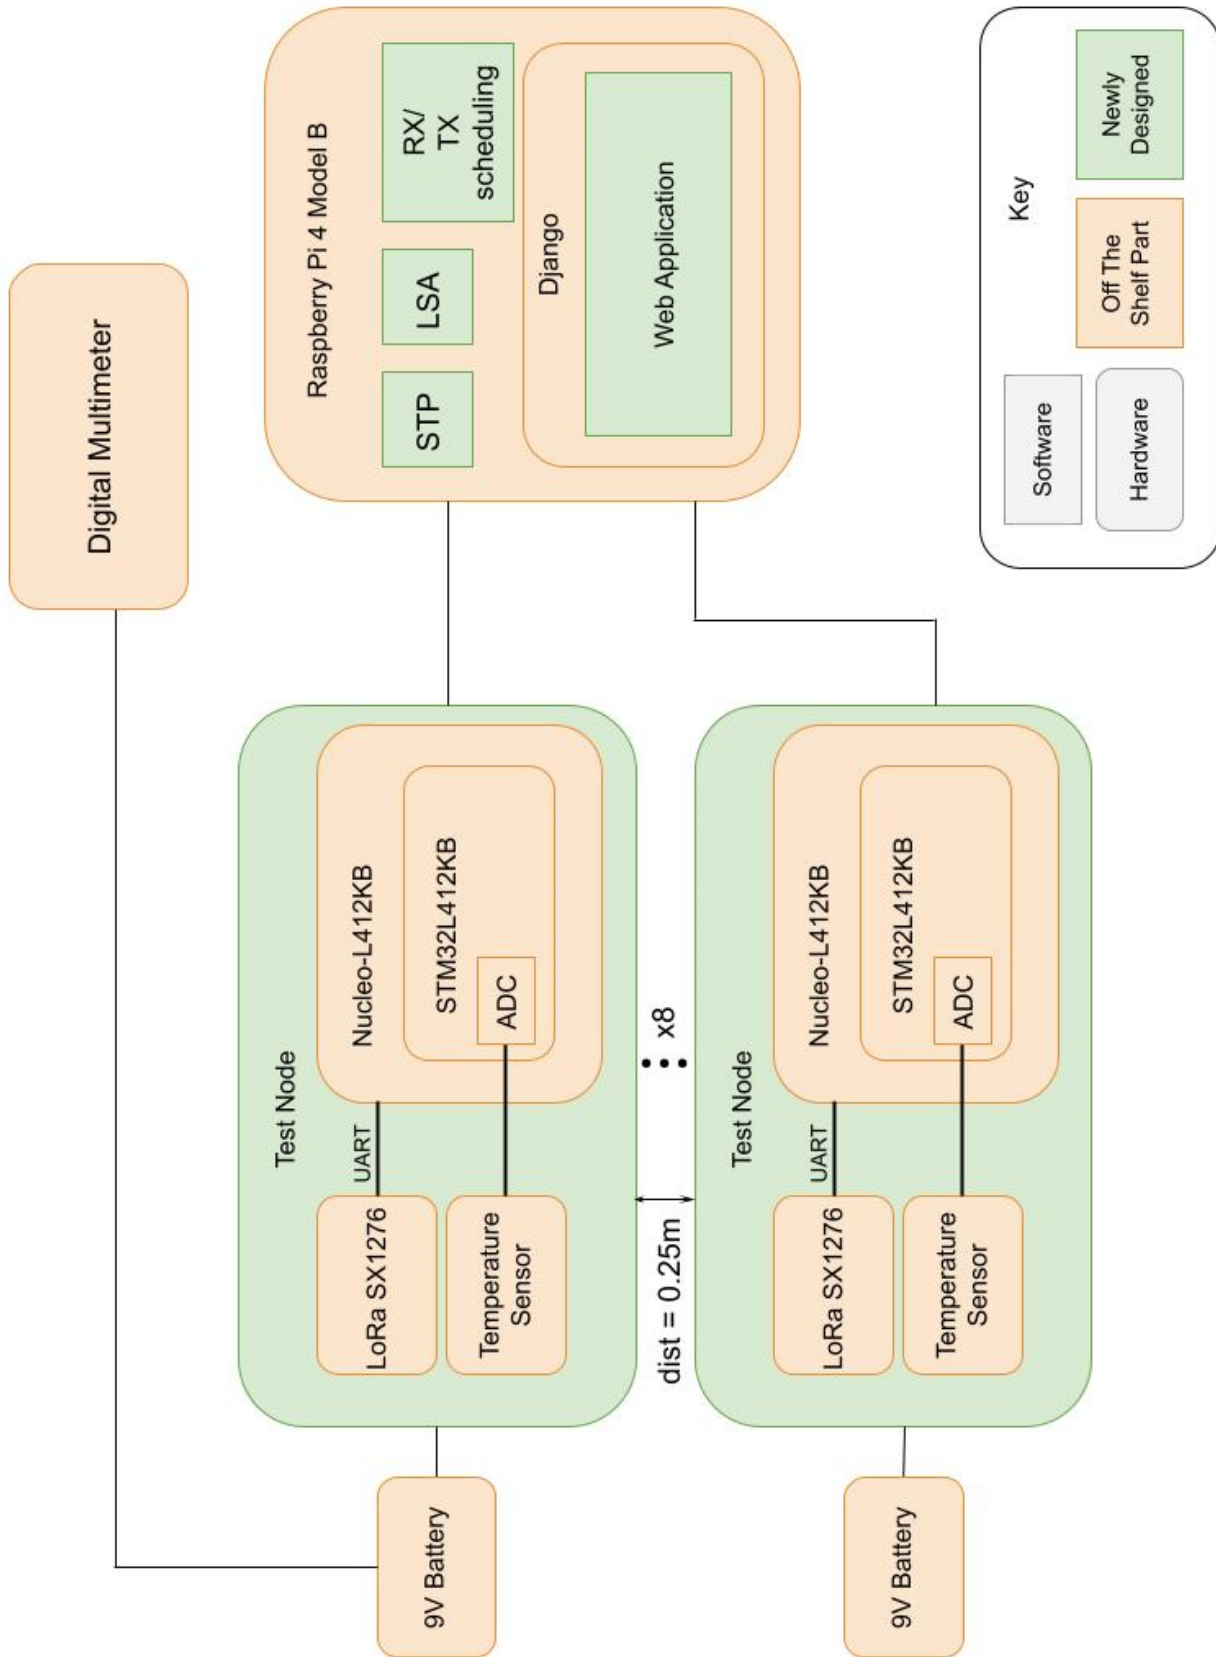 Digital Multimeter
9V Battery
Test Node
LoRa SX1276
UART
Temperature
Sensor
Nucleo-L412KB
STM32L412KB
ADC
dist = 0.25m
x8
9V Battery
Test Node
LoRa SX1276
UART
Temperature
Sensor
Nucleo-L412KB
STM32L412KB
ADC
Raspberry Pi 4 Model B
STP
LSA
RX/
TX
scheduling
Django
Web Application
Key
Software
Hardware
Off The
Shelf Part
Newly
Designed